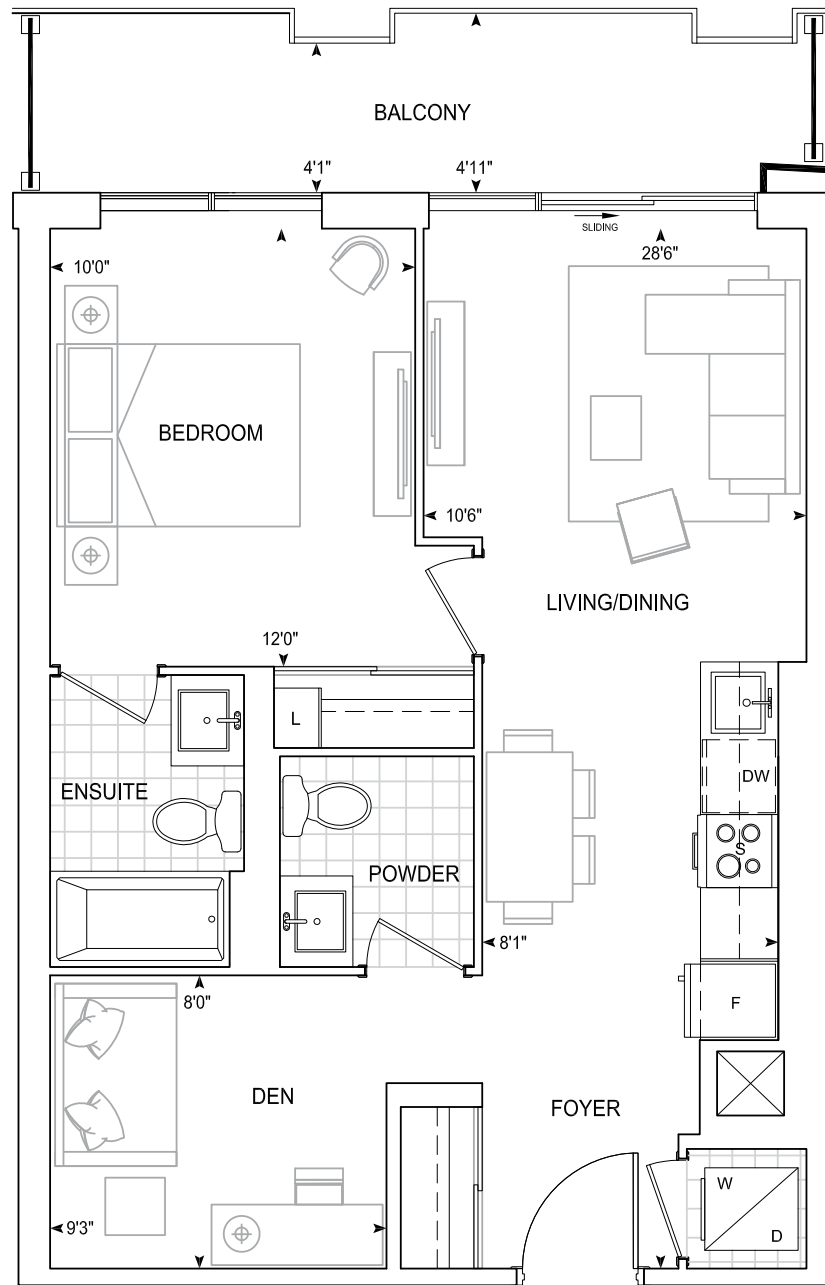 BALCONY
4'1"
4'11"
SLIDING
10'0"
28'6"
BEDROOM
10'6"
LIVING/DINING
12'0"
L
ENSUITE
DW
S
POWDER
8'1"
8'0"
F
DEN
FOYER
W
D
9'3"